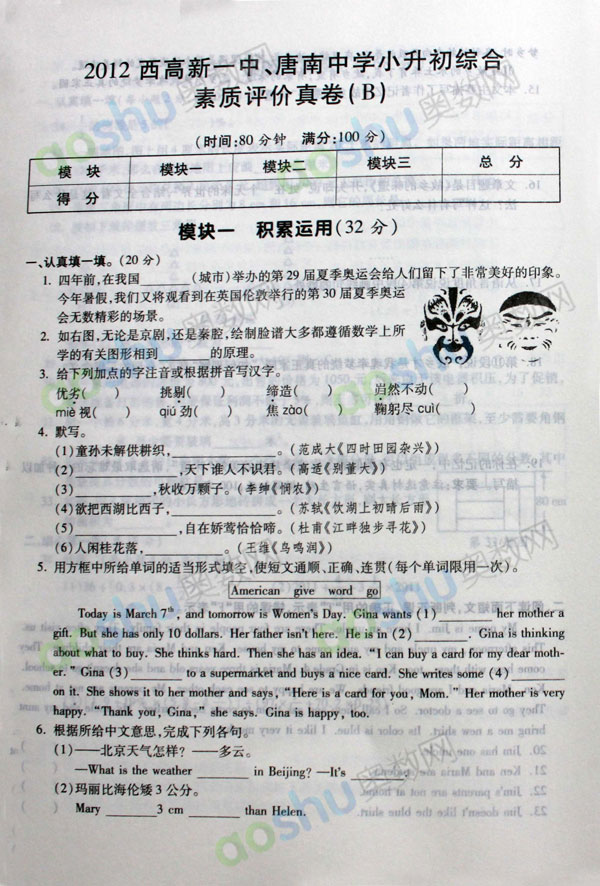 2012 西高新一中、唐南中学小升初综合
素质评价真卷(B)
(时间:80分钟 满分:100分)
模块 模块一 模块二 模块三 总分
得分
模块一 积累运用(32分)
一、认真填一填。(20分)
1. 四年前,在我国________(城市)举办的第29届夏季奥运会给人们留下了非常美好的印象。
今年暑假,我们又将观看到在英国伦敦举行的第30届夏季奥运
会无数精彩的场景。
2. 如右图,无论是京剧,还是秦腔,绘制脸谱大多都遵循数学上所
学的有关图形相到________的原理。
3. 给下列加点的字注音或根据拼音写汉字。
优劣( ) 挑剔( ) 缔造( ) 岿然不动( )
miè 视( ) qiú 劲( ) 焦 zào( ) 鞠躬尽 cuì( )
4. 默写。
(1)童孙未解供耕织,________。(范成大《四时田园杂兴》)
(2)________,天下谁人不识君。(高适《别董大》)
(3)________,秋收万颗子。(李绅《悯农》)
(4)欲把西湖比西子,________。(苏轼《饮湖上初晴后雨》)
(5)________,自在娇莺恰恰啼。(杜甫《江畔独步寻花》)
(6)人闲桂花落,________。(王维《鸟鸣涧》)
5. 用方框中所给单词的适当形式填空,使短文通顺、正确、连贯(每个单词限用一次)。
American give word go
Today is March 7th, and tomorrow is Women's Day. Gina wants (1)________ her mother a
gift. But she has only 10 dollars. Her father isn't here. He is in (2)________. Gina is thinking
about what to buy. She thinks hard. Then she has an idea. "I can buy a card for my dear moth-
er." Gina (3)________ to a supermarket and buys a nice card. She writes some (4)________
on it. She shows it to her mother and says, "Here is a card for you, Mom." Her mother is very
happy. "Thank you, Gina," she says. Gina is happy, too.
6. 根据所给中文意思,完成下列各句。
(1)——北京天气怎样?——多云。
—What is the weather ________ in Beijing? —It's ________
(2)玛丽比海伦矮3公分。
Mary ________ 3 cm ________ than Helen.
aoshu 奥数网